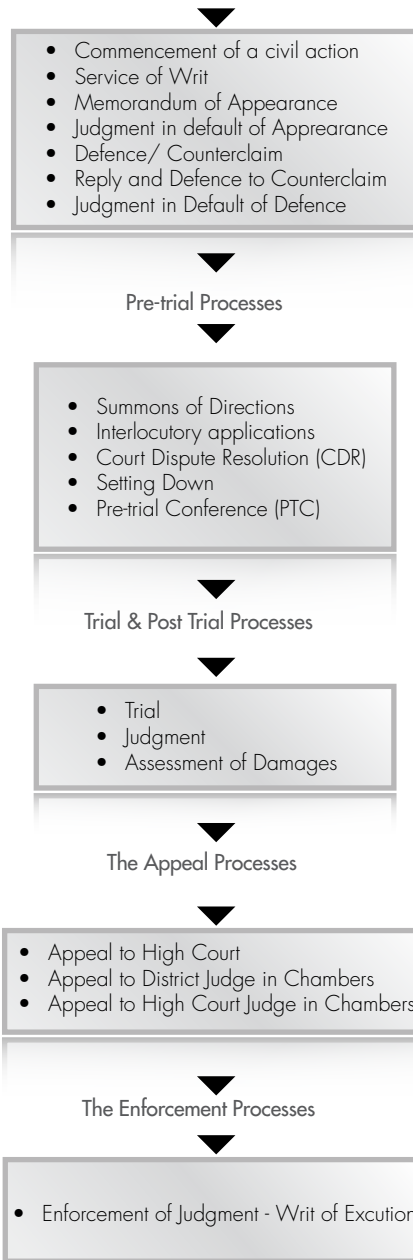 • Commencement of a civil action
• Service of Writ
• Memorandum of Appearance
• Judgment in default of Apprearance
• Defence/ Counterclaim
• Reply and Defence to Counterclaim
• Judgment in Default of Defence
Pre-trial Processes
• Summons of Directions
• Interlocutory applications
• Court Dispute Resolution (CDR)
• Setting Down
• Pre-trial Conference (PTC)
Trial & Post Trial Processes
• Trial
• Judgment
• Assessment of Damages
The Appeal Processes
• Appeal to High Court
• Appeal to District Judge in Chambers
• Appeal to High Court Judge in Chambers
The Enforcement Processes
• Enforcement of Judgment - Writ of Excution